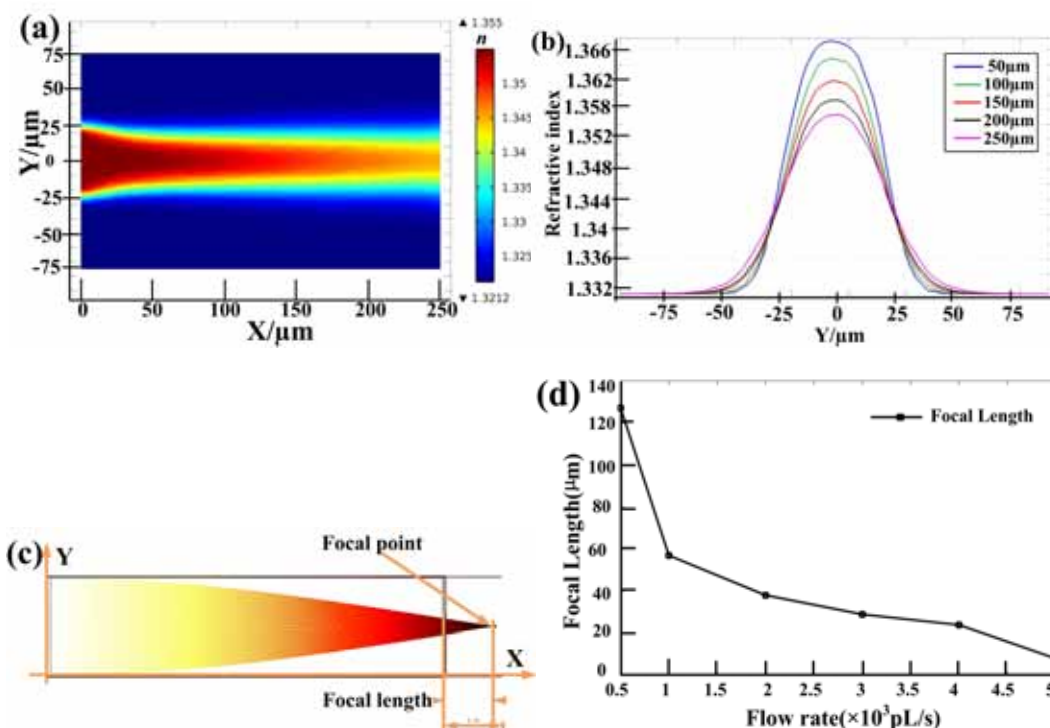 (a)
▲ 1.355
n
75
50
25
0
-25
-50
-75
Y/μm
0 50 100 150 200 250
X/μm
1.35
1.345
1.34
1.335
1.33
1.325
▼ 1.3212
(b)
1.366
1.362
1.358
1.352
1.348
1.344
1.34
1.336
1.332
Refractive index
50μm
100μm
150μm
200μm
250μm
-75 -50 -25 0 25 50 75
Y/μm
(c)
Y
Focal point
X
Focal length
(d)
140
120
100
80
60
40
20
0
Focal Length(μm)
Focal Length
0.5 1 1.5 2 2.5 3 3.5 4 4.5 5
Flow rate(×10³pL/s)